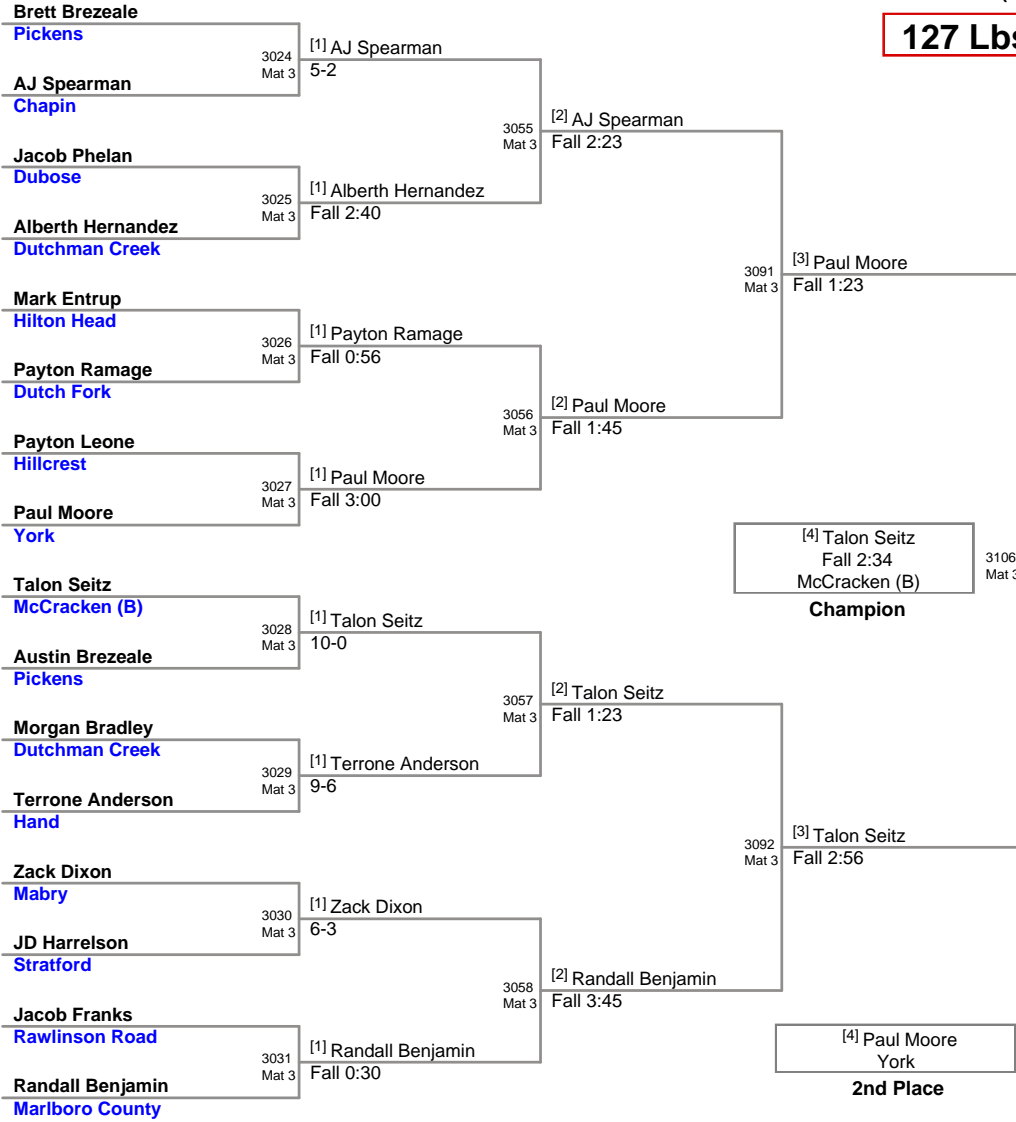 Brett Brezeale
Pickens
3024
Mat 3
[1] AJ Spearman
5-2
AJ Spearman
Chapin
127 Lbs
3055
Mat 3
[2] AJ Spearman
Fall 2:23
Jacob Phelan
Dubose
3025
Mat 3
[1] Alberth Hernandez
Fall 2:40
Alberth Hernandez
Dutchman Creek
3091
Mat 3
[3] Paul Moore
Fall 1:23
Mark Entrup
Hilton Head
3026
Mat 3
[1] Payton Ramage
Fall 0:56
Payton Ramage
Dutch Fork
3056
Mat 3
[2] Paul Moore
Fall 1:45
Payton Leone
Hillcrest
3027
Mat 3
[1] Paul Moore
Fall 3:00
Paul Moore
York
[4] Talon Seitz
Fall 2:34
McCracken (B)
Champion
3106
Mat 3
Talon Seitz
McCracken (B)
3028
Mat 3
[1] Talon Seitz
10-0
Austin Brezeale
Pickens
3057
Mat 3
[2] Talon Seitz
Fall 1:23
Morgan Bradley
Dutchman Creek
3029
Mat 3
[1] Terrone Anderson
9-6
Terrone Anderson
Hand
3092
Mat 3
[3] Talon Seitz
Fall 2:56
Zack Dixon
Mabry
3030
Mat 3
[1] Zack Dixon
6-3
JD Harrelson
Stratford
3058
Mat 3
[2] Randall Benjamin
Fall 3:45
Jacob Franks
Rawlinson Road
3031
Mat 3
[1] Randall Benjamin
Fall 0:30
Randall Benjamin
Marlboro County
[4] Paul Moore
York
2nd Place